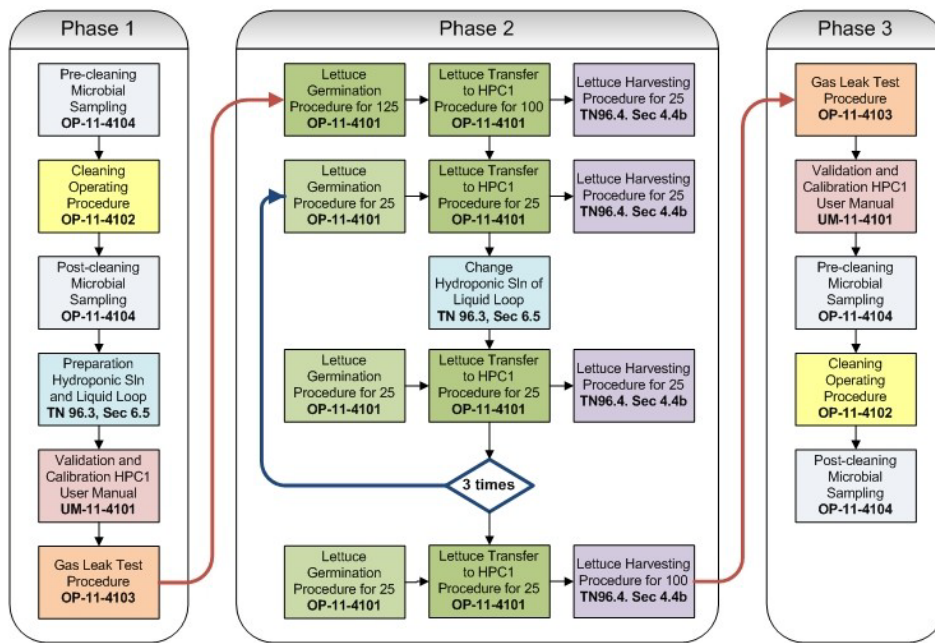 Phase 1
Pre-cleaning
Microbial
Sampling
OP-11-4104
Cleaning
Operating
Procedure
OP-11-4102
Post-cleaning
Microbial
Sampling
OP-11-4104
Preparation
Hydroponic Sln
and Liquid Loop
TN 96.3, Sec 6.5
Validation and
Calibration HPC1
User Manual
UM-11-4101
Gas Leak Test
Procedure
OP-11-4103
Phase 2
Lettuce
Germination
Procedure for 125
OP-11-4101
Lettuce Transfer
to HPC1
Procedure for 100
OP-11-4101
Lettuce Harvesting
Procedure for 25
TN96.4. Sec 4.4b
Lettuce
Germination
Procedure for 25
OP-11-4101
Lettuce Transfer
to HPC1
Procedure for 25
OP-11-4101
Lettuce Harvesting
Procedure for 25
TN96.4. Sec 4.4b
Change
Hydroponic Sln of
Liquid Loop
TN 96.3, Sec 6.5
Lettuce
Germination
Procedure for 25
OP-11-4101
Lettuce Transfer
to HPC1
Procedure for 25
OP-11-4101
Lettuce Harvesting
Procedure for 25
TN96.4. Sec 4.4b
3 times
Lettuce
Germination
Procedure for 25
OP-11-4101
Lettuce Transfer
to HPC1
Procedure for 25
OP-11-4101
Lettuce Harvesting
Procedure for 100
TN96.4. Sec 4.4b
Phase 3
Gas Leak Test
Procedure
OP-11-4103
Validation and
Calibration HPC1
User Manual
UM-11-4101
Pre-cleaning
Microbial
Sampling
OP-11-4104
Cleaning
Operating
Procedure
OP-11-4102
Post-cleaning
Microbial
Sampling
OP-11-4104